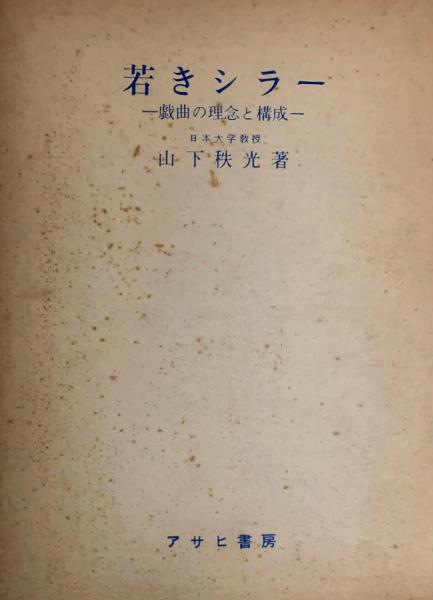 若きシラー
―戯曲の理念と構成―
日本大学教授
山下秩光著
アサヒ書房